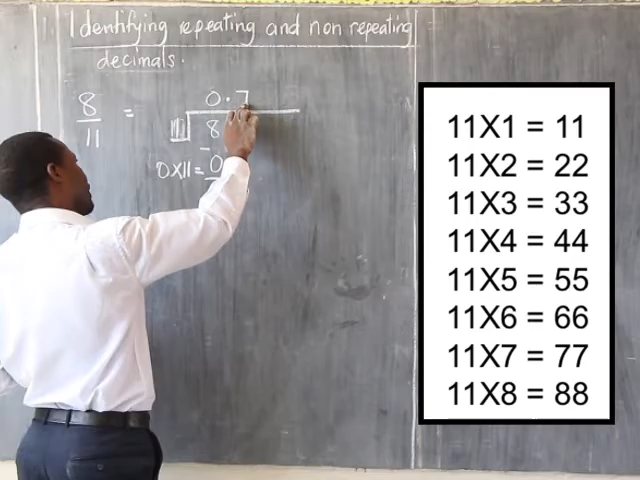 Identifying repeating and non repeating
decimals.
8/11 =
0.7
11 8
- 0
0X11=
11X1 = 11
11X2 = 22
11X3 = 33
11X4 = 44
11X5 = 55
11X6 = 66
11X7 = 77
11X8 = 88